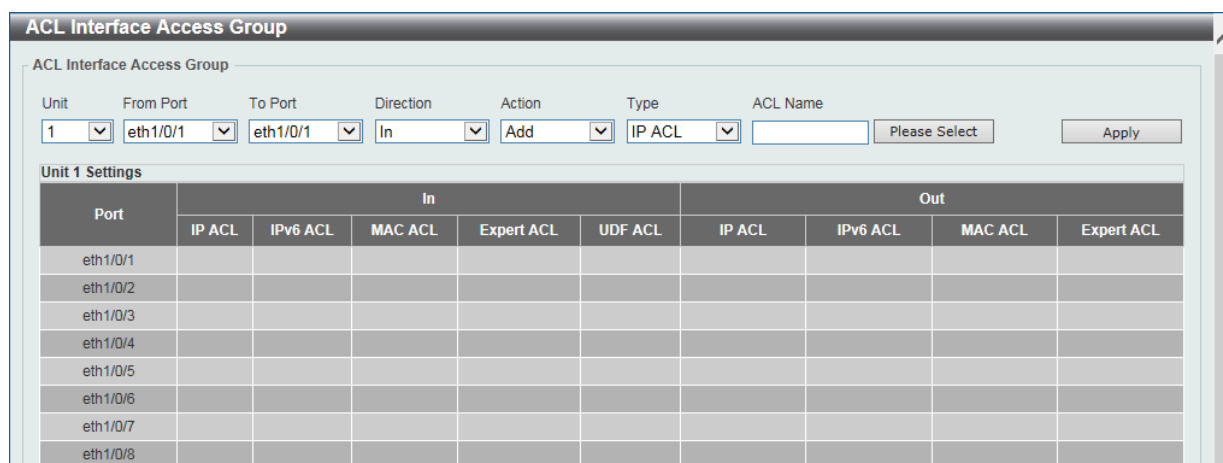 ACL Interface Access Group
ACL Interface Access Group
Unit From Port To Port Direction Action Type ACL Name
1 eth1/0/1 eth1/0/1 In Add IP ACL Please Select Apply
Unit 1 Settings
Port In Out
IP ACL IPv6 ACL MAC ACL Expert ACL UDF ACL IP ACL IPv6 ACL MAC ACL Expert ACL
eth1/0/1
eth1/0/2
eth1/0/3
eth1/0/4
eth1/0/5
eth1/0/6
eth1/0/7
eth1/0/8